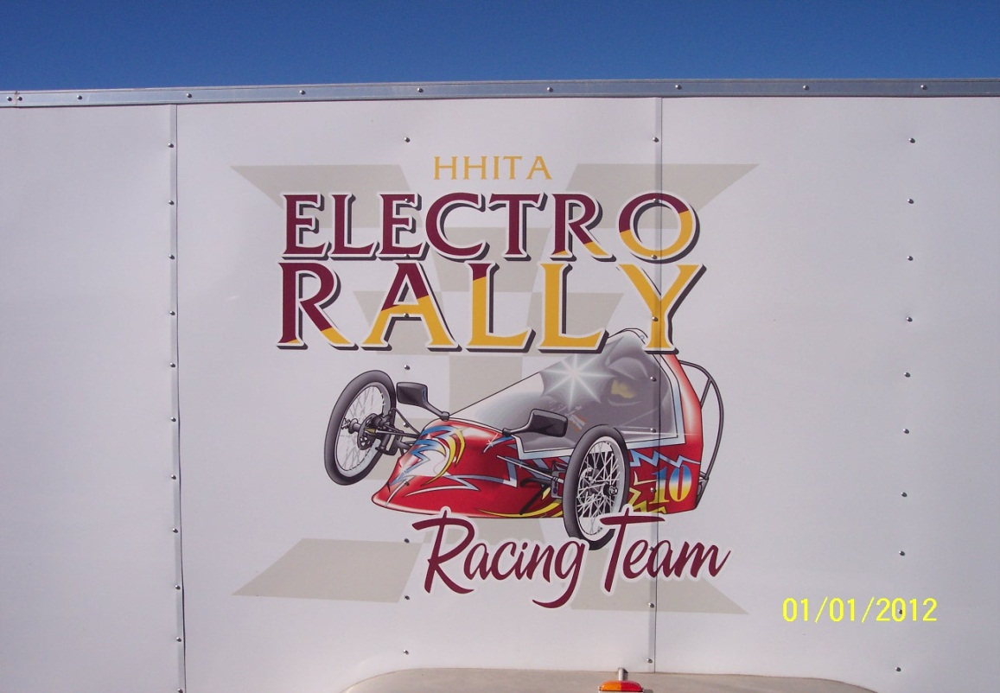 HHITA
ELECTRO
RALLY
10
Racing Team
01/01/2012